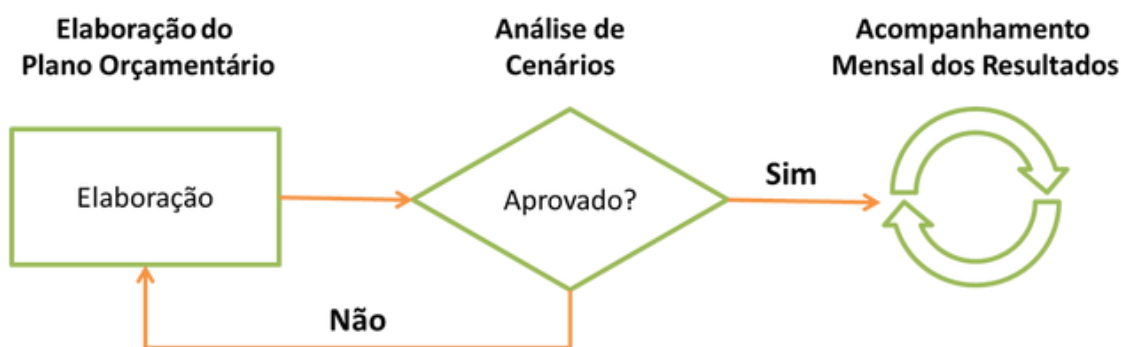 Elaboração do
Plano Orçamentário
Análise de
Cenários
Acompanhamento
Mensal dos Resultados
Elaboração
Aprovado?
Sim
Não